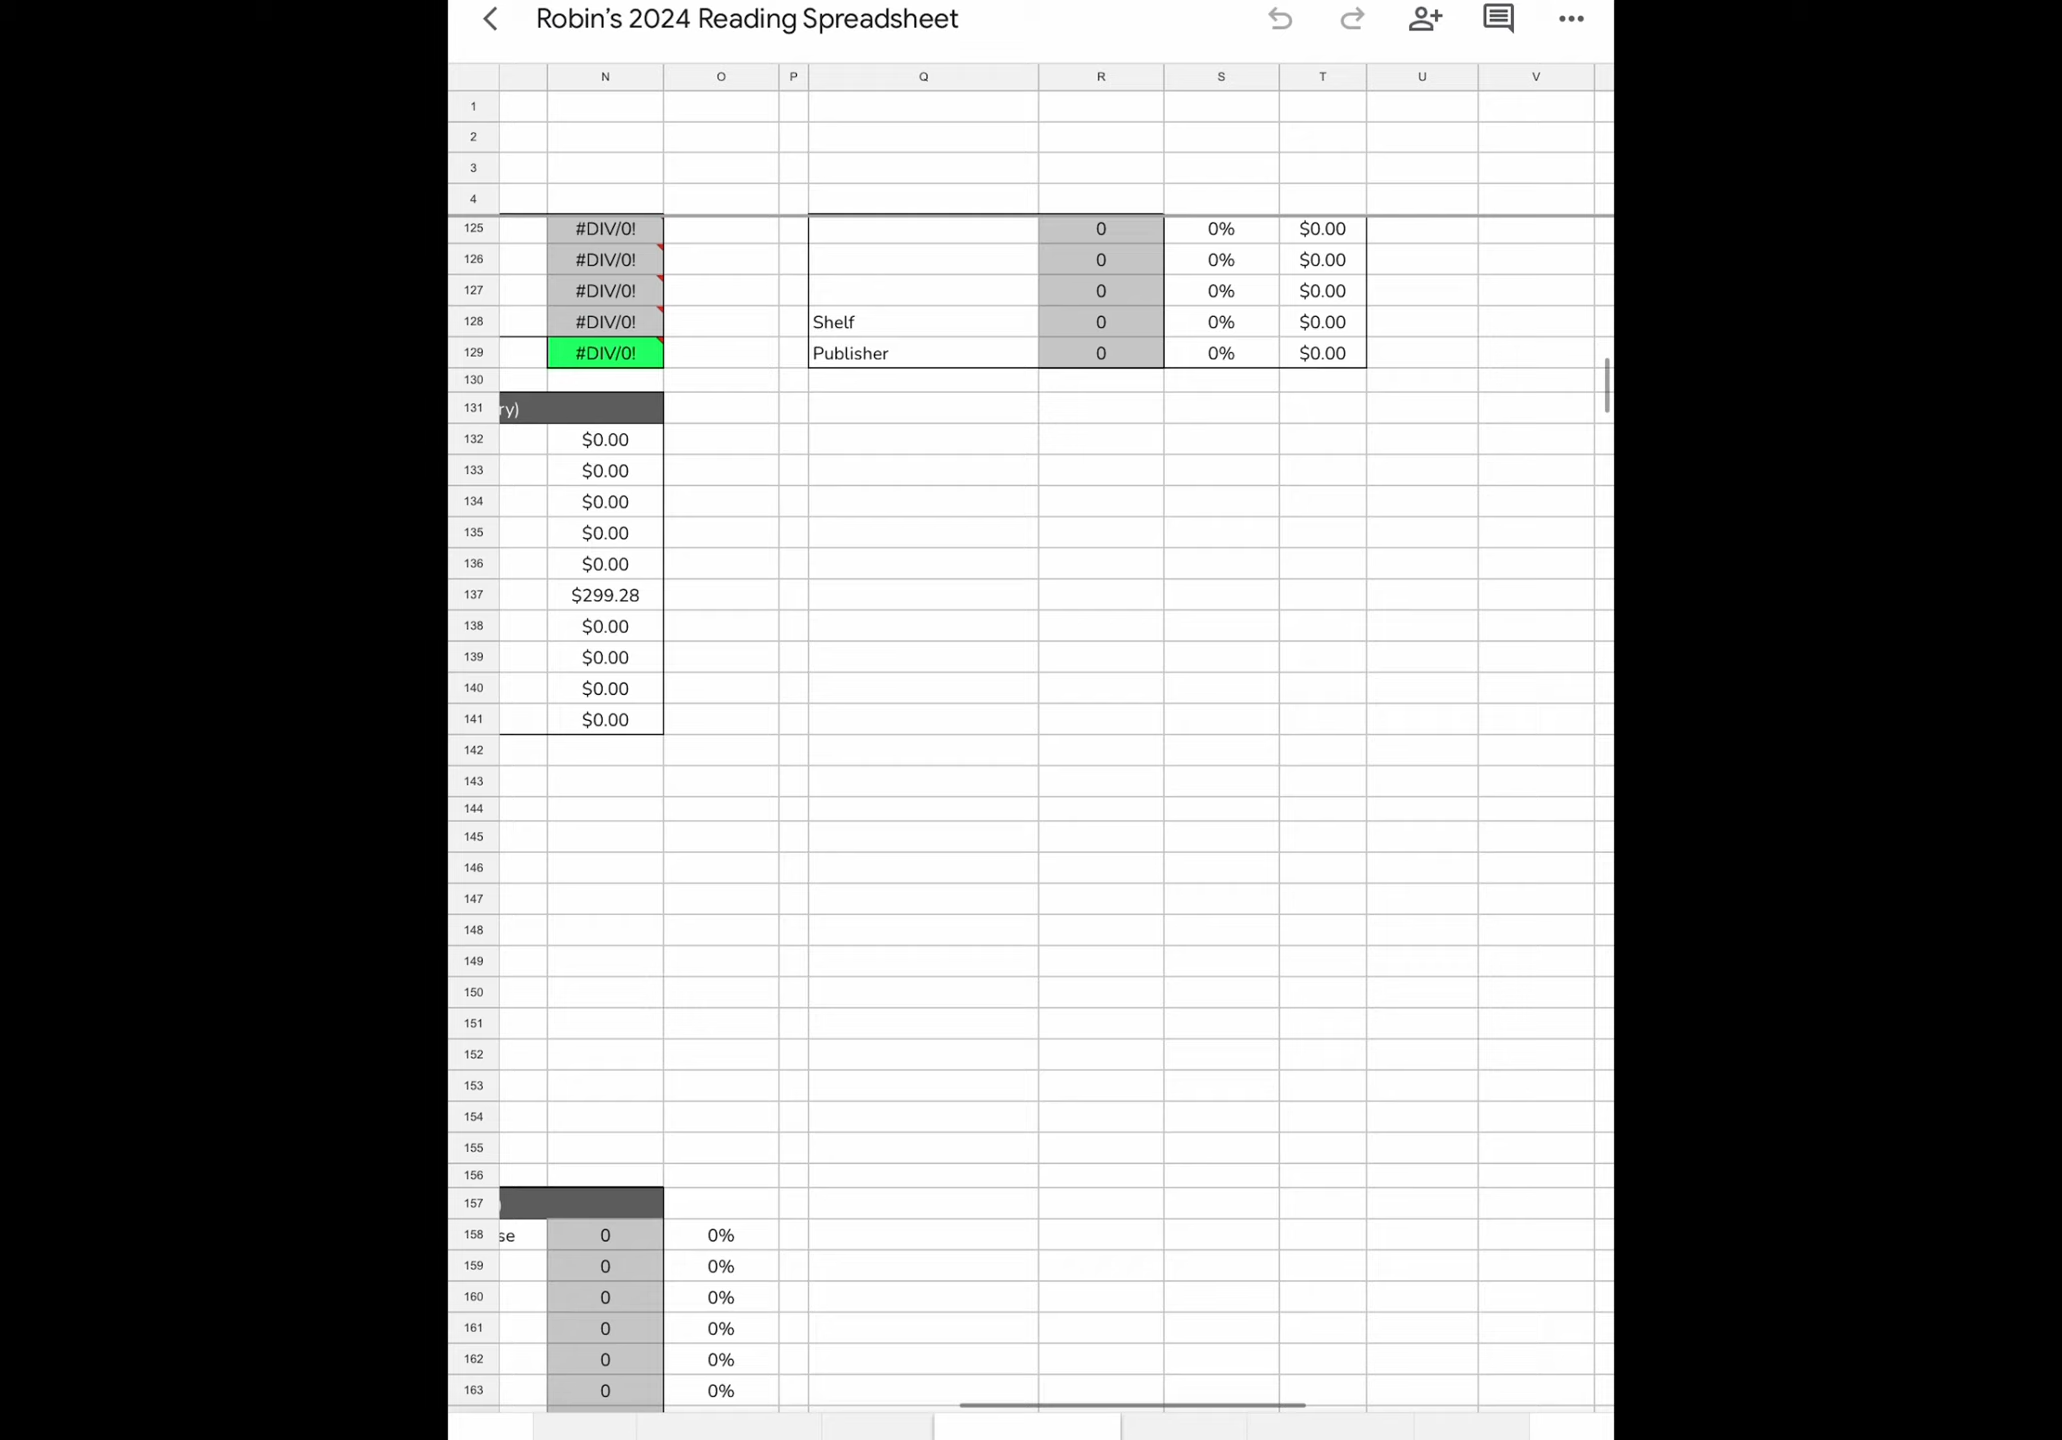 Robin’s 2024 Reading Spreadsheet
N O P Q R S T U V
1
2
3
4
125 #DIV/0! 0 0% $0.00
126 #DIV/0! 0 0% $0.00
127 #DIV/0! 0 0% $0.00
128 #DIV/0! Shelf 0 0% $0.00
129 #DIV/0! Publisher 0 0% $0.00
130
131 ry)
132 $0.00
133 $0.00
134 $0.00
135 $0.00
136 $0.00
137 $299.28
138 $0.00
139 $0.00
140 $0.00
141 $0.00
142
143
144
145
146
147
148
149
150
151
152
153
154
155
156
157 )
158 se 0 0%
159 0 0%
160 0 0%
161 0 0%
162 0 0%
163 0 0%